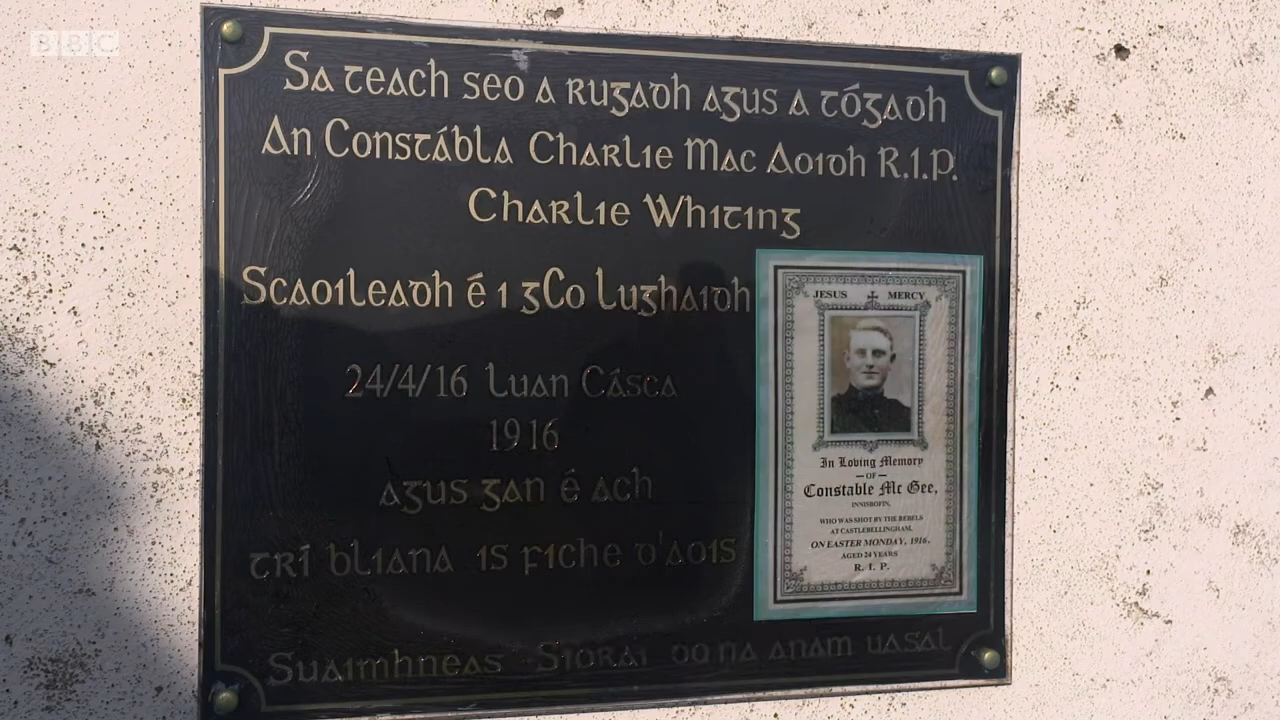 BBC
Sa teach seo a rugadh agus a tógadh
An Constábla Charlie Mac Aoidh R.I.P.
Charlie Whiting
Scaoileadh é i gCo Lughaidh
24/4/16 Luan Cásca
1916
agus gan é ach
trí bliana is fiche d'aois
Suaimhneas Síoraí do na anam uasal
JESUS MERCY
In Loving Memory
— OF —
Constable Mc Gee,
INNISBOFIN,
WHO WAS SHOT BY THE REBELS
AT CASTLEBELLINGHAM,
ON EASTER MONDAY, 1916,
AGED 24 YEARS
R. I. P.